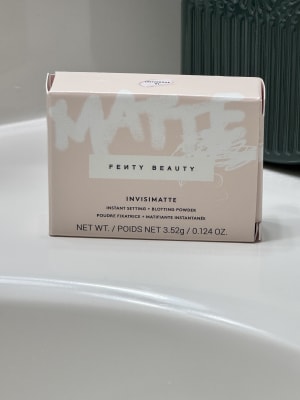 MATTE
FENTY BEAUTY
INVISIMATTE
INSTANT SETTING + BLOTTING POWDER
POUDRE FIXATRICE + MATIFIANTE INSTANTANÉE
NET WT. / POIDS NET 3.52g / 0.124 OZ.